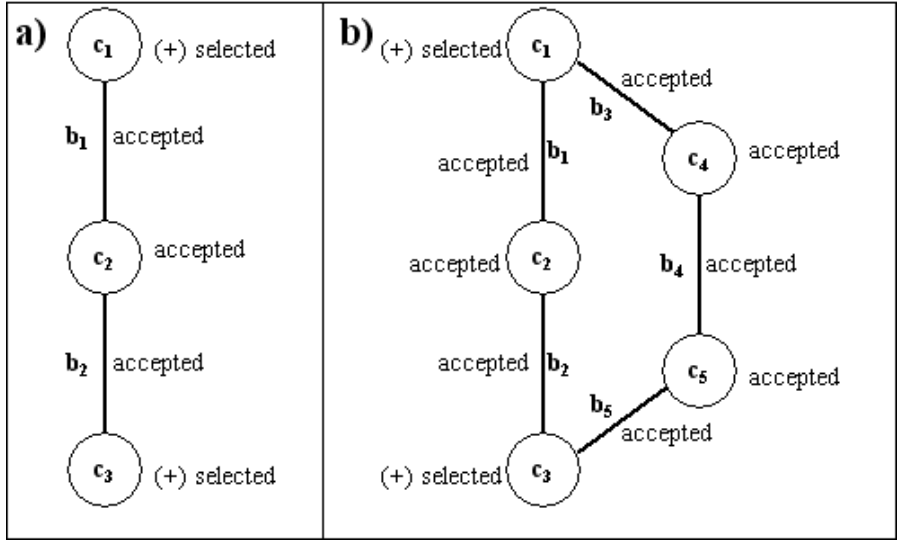 a)
c₁ (+) selected
b₁ accepted
c₂ accepted
b₂ accepted
c₃ (+) selected
b)
(+) selected c₁
accepted
b₃
accepted b₁
c₄ accepted
accepted c₂
b₄ accepted
accepted b₂
c₅ accepted
b₅
accepted
(+) selected c₃